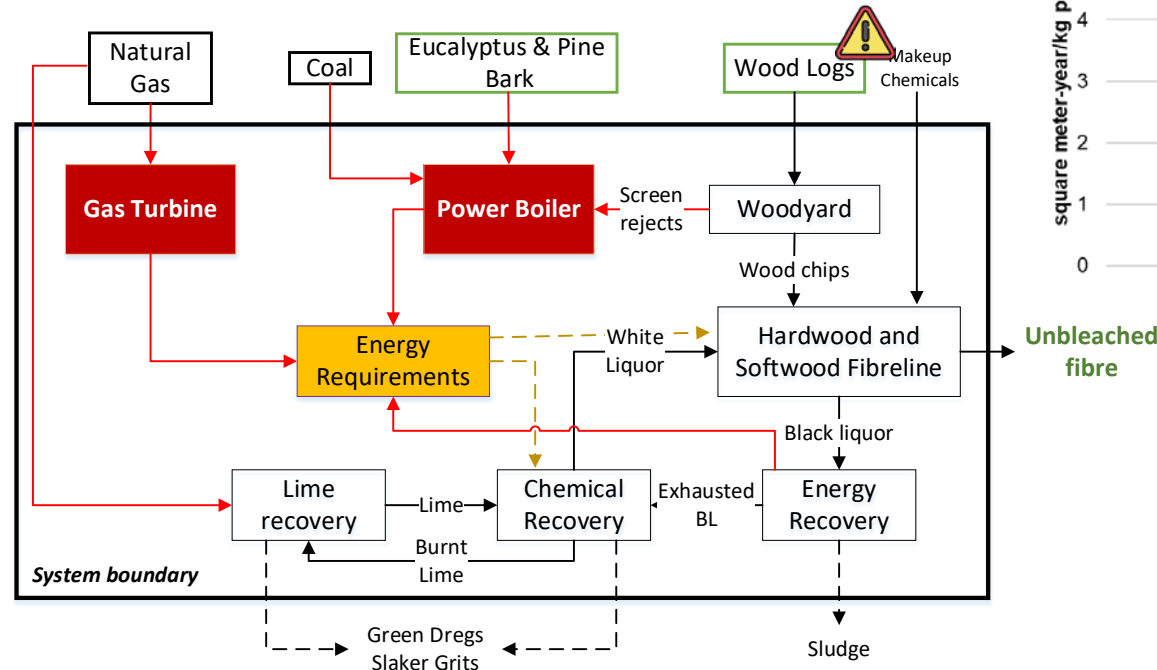 Natural
Gas
Coal
Eucalyptus & Pine
Bark
Wood Logs
Makeup
Chemicals
square meter-year/kg p
4
3
2
1
0
Gas Turbine
Power Boiler
Screen
rejects
Woodyard
Wood chips
Energy
Requirements
White
Liquor
Hardwood and
Softwood Fibreline
Unbleached
fibre
Black liquor
Lime
recovery
Lime
Chemical
Recovery
Exhausted
BL
Energy
Recovery
Burnt
Lime
System boundary
Green Dregs
Slaker Grits
Sludge